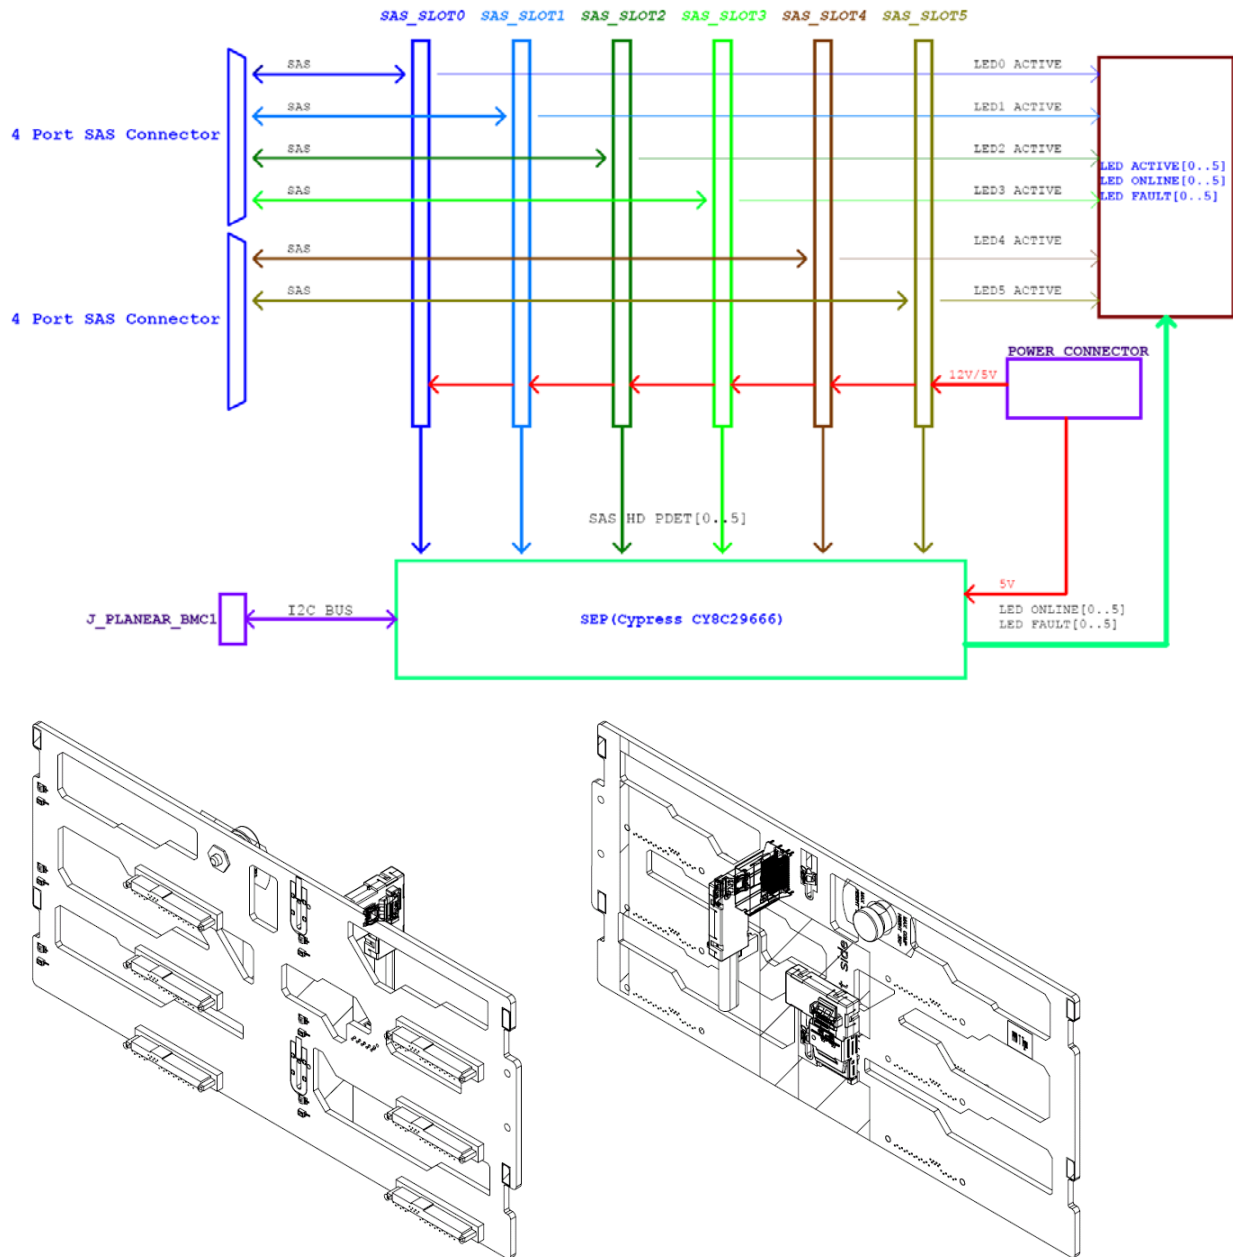 SAS_SLOT0 SAS_SLOT1 SAS_SLOT2 SAS_SLOT3 SAS_SLOT4 SAS_SLOT5
SAS LED0 ACTIVE
SAS LED1 ACTIVE
4 Port SAS Connector
SAS LED2 ACTIVE
LED ACTIVE[0..5]
LED ONLINE[0..5]
SAS LED3 ACTIVE
LED FAULT[0..5]
SAS LED4 ACTIVE
SAS LED5 ACTIVE
4 Port SAS Connector
POWER CONNECTOR
12V/5V
SAS HD PDET[0..5]
5V
J_PLANEAR_BMC1 I2C BUS
LED ONLINE[0..5]
SEP(Cypress CY8C29666)
LED FAULT[0..5]
side